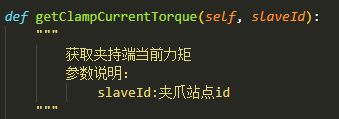 def getClampCurrentTorque(self, slaveId):
"""
获取夹持端当前力矩
参数说明:
slaveId:夹爪站点id
"""